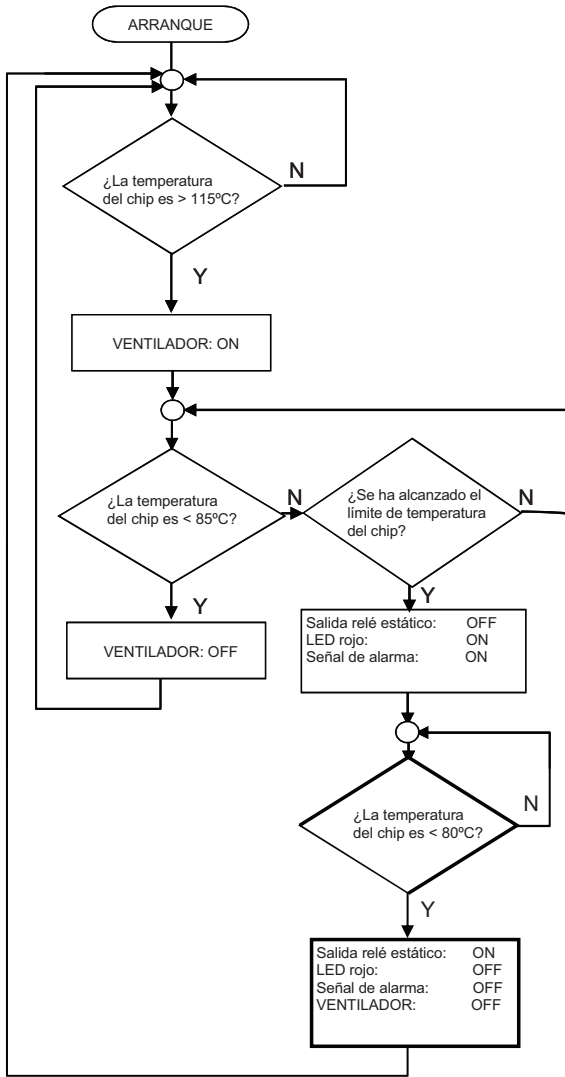 ARRANQUE
¿La temperatura
del chip es > 115ºC?
N
Y
VENTILADOR: ON
¿La temperatura
del chip es < 85ºC?
N
¿Se ha alcanzado el
límite de temperatura
del chip?
N
Y
Y
VENTILADOR: OFF
Salida relé estático: OFF
LED rojo: ON
Señal de alarma: ON
¿La temperatura
del chip es < 80ºC?
N
Y
Salida relé estático: ON
LED rojo: OFF
Señal de alarma: OFF
VENTILADOR: OFF